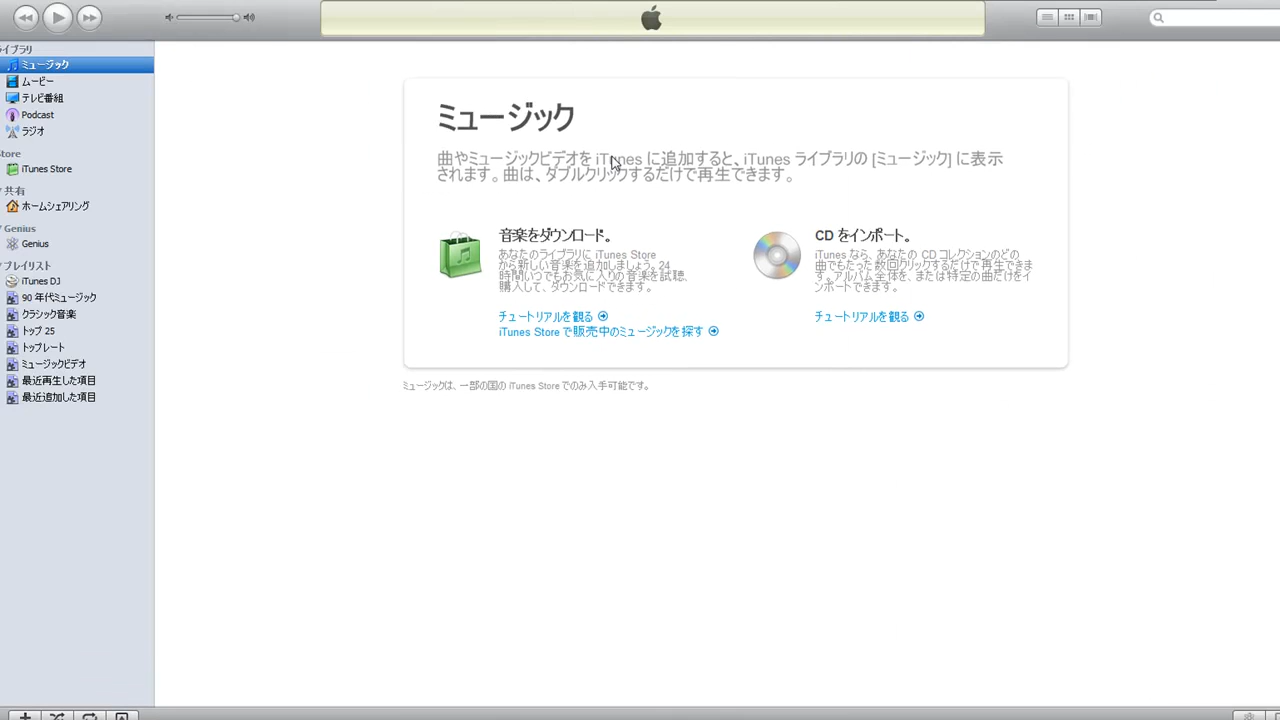 イブラリ
ミュージック
ムービー
テレビ番組
Podcast
ラジオ
Store
iTunes Store
共有
ホームシェアリング
Genius
Genius
プレイリスト
iTunes DJ
90 年代ミュージック
クラシック音楽
トップ 25
トップレート
ミュージックビデオ
最近再生した項目
最近追加した項目
ミュージック
曲やミュージックビデオを iTunes に追加すると、iTunes ライブラリの [ミュージック] に表示
されます。曲は、ダブルクリックするだけで再生できます。
音楽をダウンロード。
あなたのライブラリに iTunes Store
から新しい音楽を追加しましょう。24
時間いつでもお気に入りの音楽を試聴、
購入して、ダウンロードできます。
チュートリアルを観る
iTunes Store で販売中のミュージックを探す
CD をインポート。
iTunes なら、あなたの CD コレクションのどの
曲でもたった数回クリックするだけで再生できま
す。アルバム全体を、または特定の曲だけをイ
ンポートできます。
チュートリアルを観る
ミュージックは、一部の国の iTunes Store でのみ入手可能です。